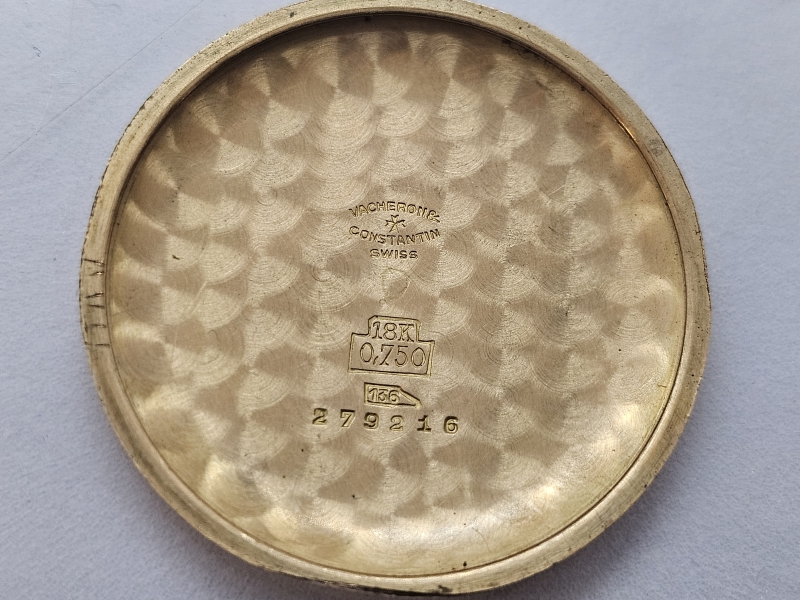 VACHERON &
CONSTANTIN
SWISS
18K
0,750
136
279216